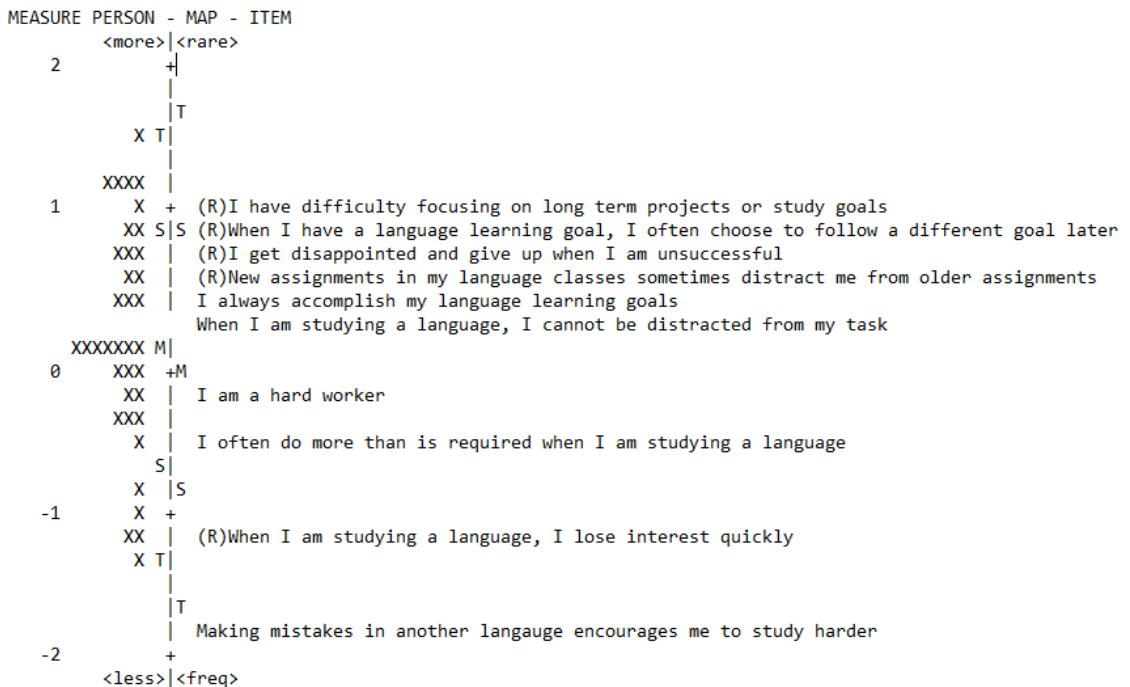 MEASURE PERSON - MAP - ITEM
<more>|<rare>
2 +|
|
|T
X T|
|
XXXX |
1 X + (R)I have difficulty focusing on long term projects or study goals
XX S|S (R)When I have a language learning goal, I often choose to follow a different goal later
XXX | (R)I get disappointed and give up when I am unsuccessful
XX | (R)New assignments in my language classes sometimes distract me from older assignments
XXX | I always accomplish my language learning goals
When I am studying a language, I cannot be distracted from my task
XXXXXXX M|
0 XXX +M
XX | I am a hard worker
XXX |
X | I often do more than is required when I am studying a language
S|
X |S
-1 X +
XX | (R)When I am studying a language, I lose interest quickly
X T|
|
|T
| Making mistakes in another langauge encourages me to study harder
-2 +
<less>|<freq>